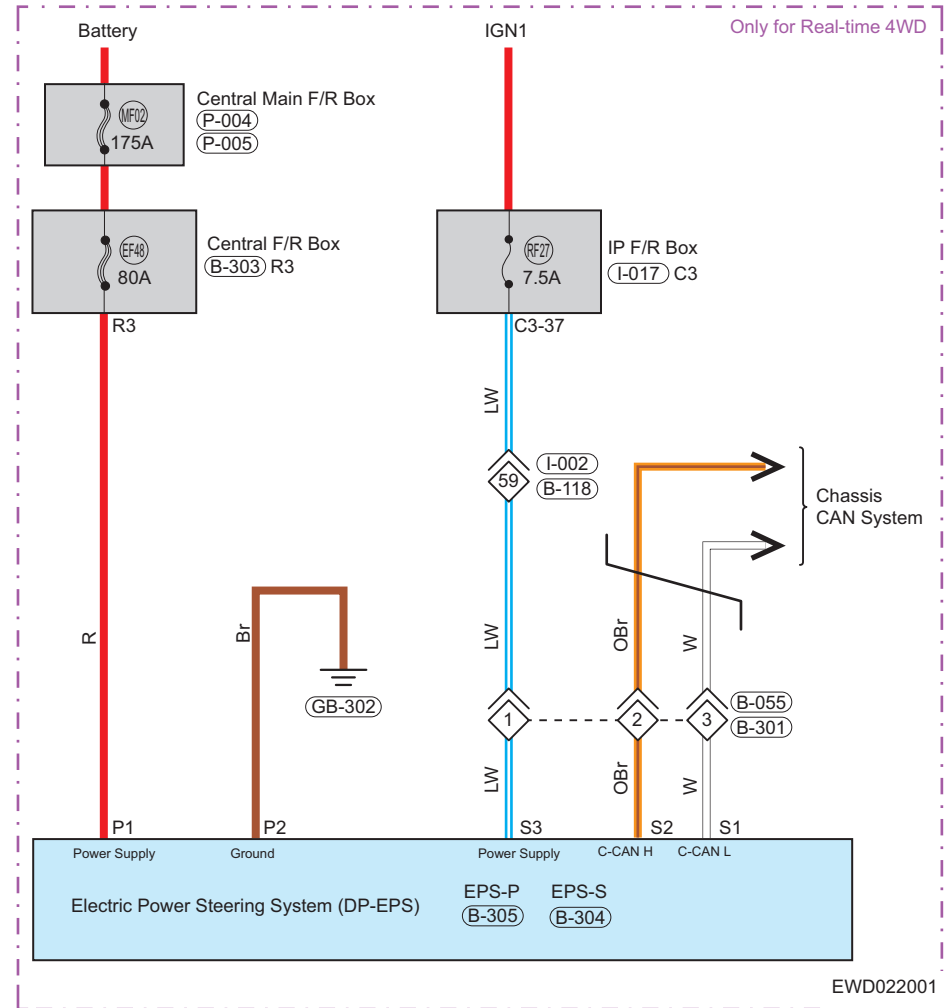 Battery
IGN1
Only for Real-time 4WD
MF02
175A
Central Main F/R Box
P-004
P-005
EF48
80A
Central F/R Box
B-303 R3
RF27
7.5A
IP F/R Box
I-017 C3
R3
C3-37
LW
59
I-002
B-118
Chassis
CAN System
R
Br
LW
OBr
W
GB-302
1
2
3
B-055
B-301
LW
OBr
W
P1
P2
S3
S2
S1
Power Supply
Ground
Power Supply
C-CAN H
C-CAN L
Electric Power Steering System (DP-EPS)
EPS-P
EPS-S
B-305
B-304
EWD022001